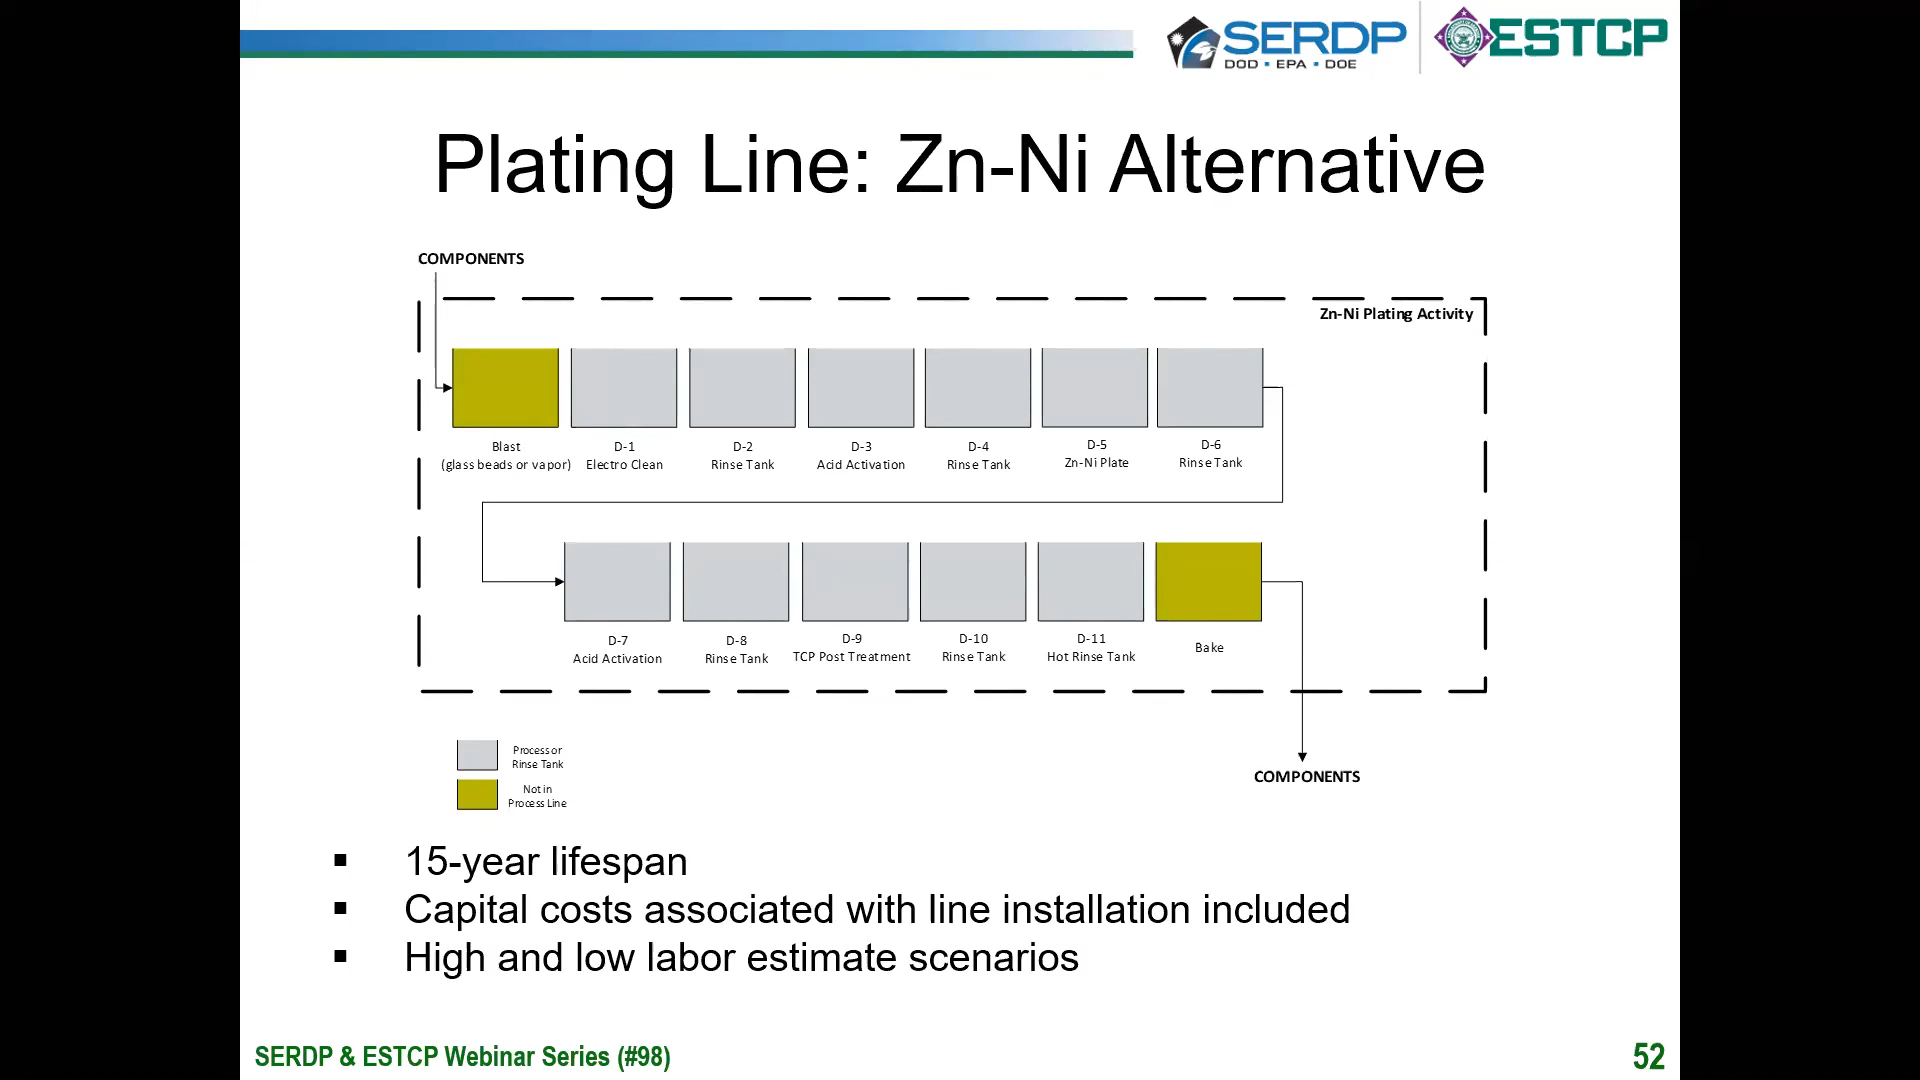 SERDP
DOD • EPA • DOE
ESTCP
Plating Line: Zn-Ni Alternative
COMPONENTS
Zn-Ni Plating Activity
Blast
(glass beads or vapor)
D-1
Electro Clean
D-2
Rinse Tank
D-3
Acid Activation
D-4
Rinse Tank
D-5
Zn-Ni Plate
D-6
Rinse Tank
D-7
Acid Activation
D-8
Rinse Tank
D-9
TCP Post Treatment
D-10
Rinse Tank
D-11
Hot Rinse Tank
Bake
Process or
Rinse Tank
Not in
Process Line
COMPONENTS
▪ 15-year lifespan
▪ Capital costs associated with line installation included
▪ High and low labor estimate scenarios
SERDP & ESTCP Webinar Series (#98)
52